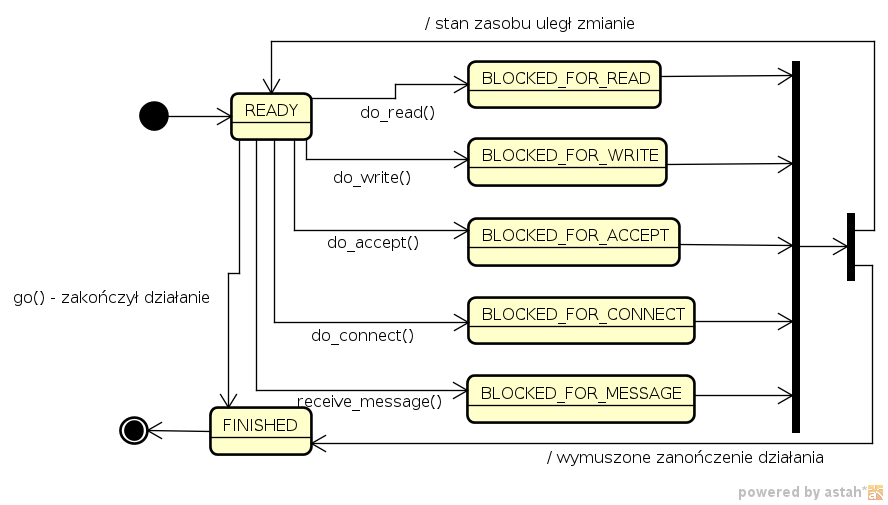 / stan zasobu uległ zmianie
BLOCKED_FOR_READ
READY
do_read()
BLOCKED_FOR_WRITE
do_write()
BLOCKED_FOR_ACCEPT
do_accept()
go() - zakończył działanie
BLOCKED_FOR_CONNECT
do_connect()
BLOCKED_FOR_MESSAGE
receive_message()
FINISHED
/ wymuszone zanończenie działania
powered by astah*